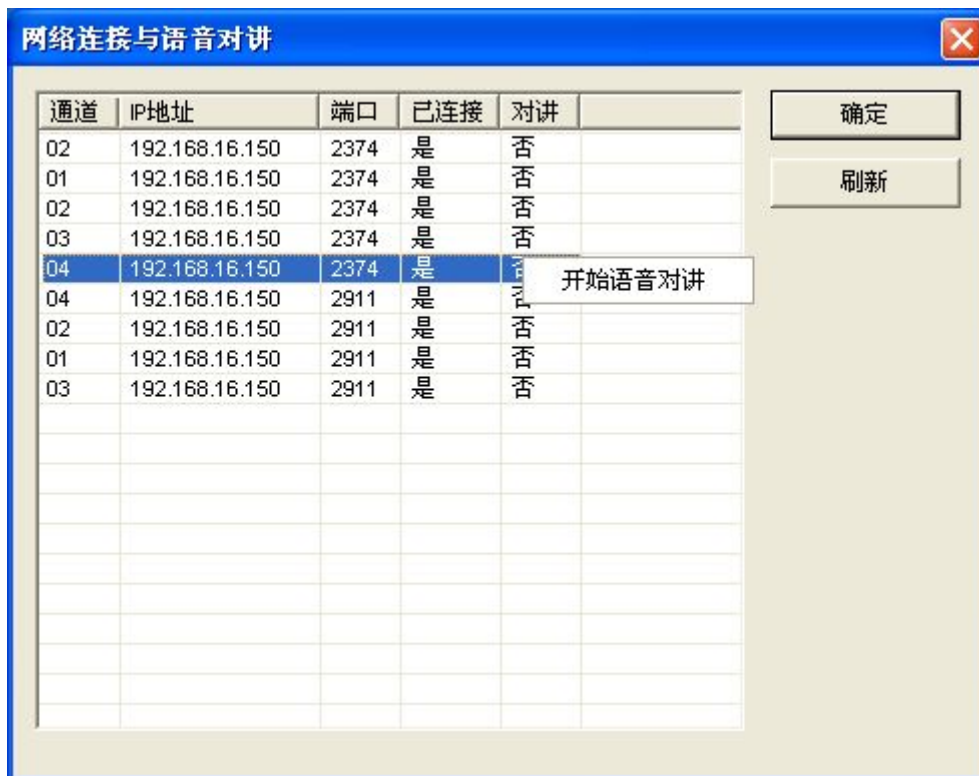 网络连接与语音对讲
通道 IP地址 端口 已连接 对讲
确定
02 192.168.16.150 2374 是 否
01 192.168.16.150 2374 是 否
刷新
02 192.168.16.150 2374 是 否
03 192.168.16.150 2374 是 否
04 192.168.16.150 2374 是 否
开始语音对讲
04 192.168.16.150 2911 是 否
02 192.168.16.150 2911 是 否
01 192.168.16.150 2911 是 否
03 192.168.16.150 2911 是 否